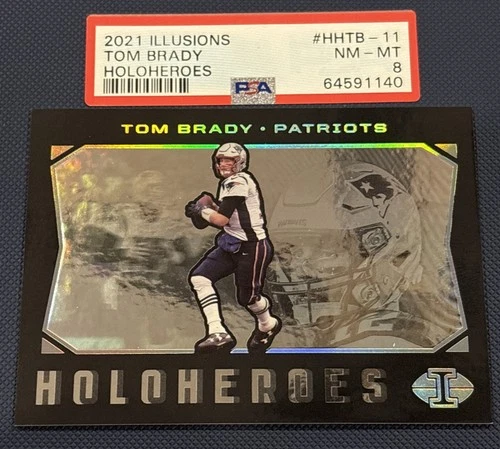 2021 ILLUSIONS #HHTB-11
TOM BRADY NM-MT
HOLOHEROES 8
PSA 64591140
TOM BRADY • PATRIOTS
HOLOHEROES
I